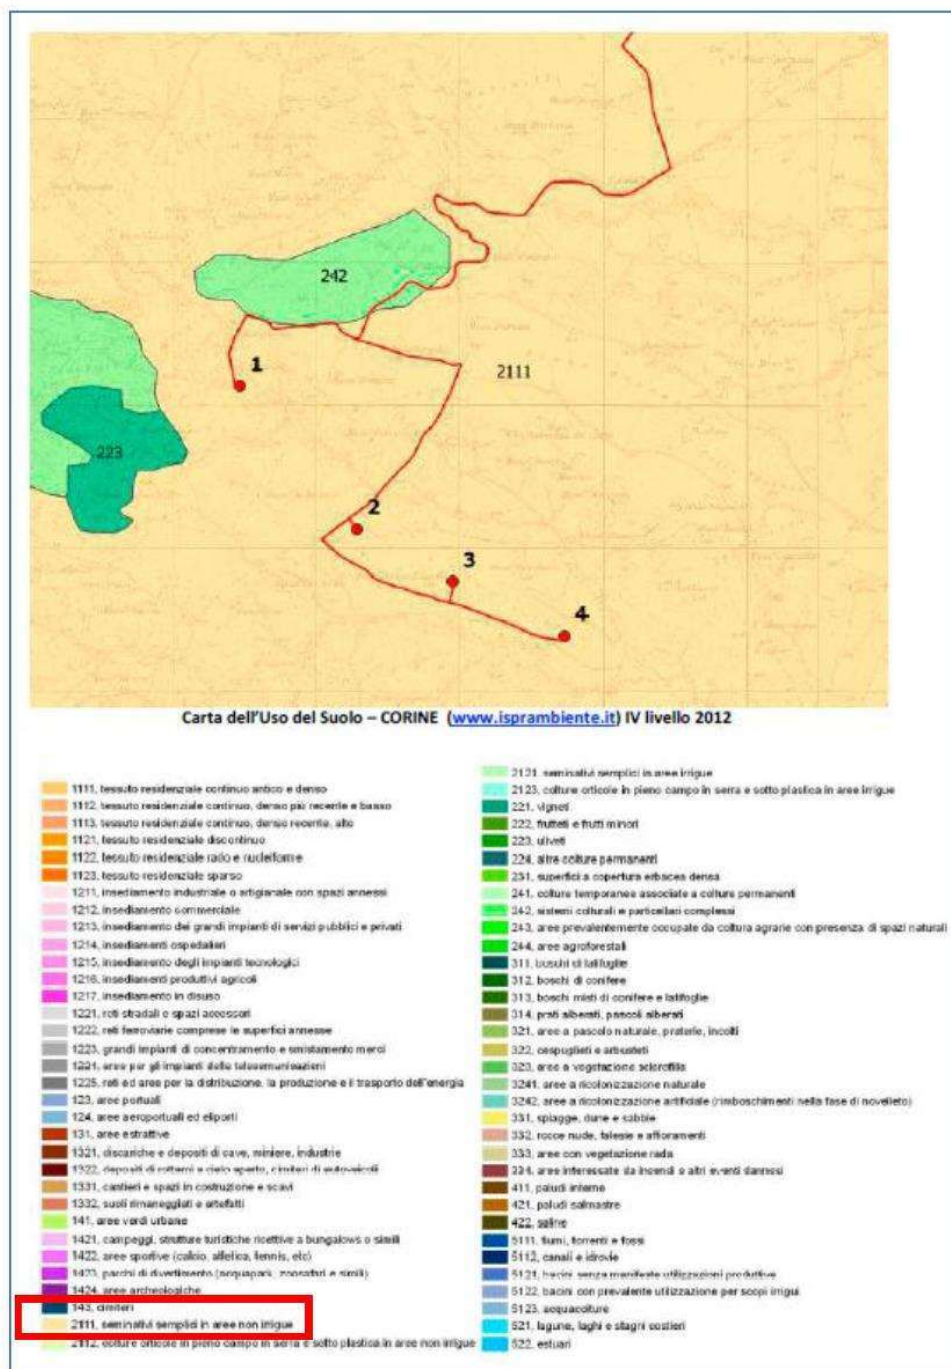 242
1
2111
223
2
3
4
Carta dell'Uso del Suolo – CORINE (www.isprambiente.it) IV livello 2012
1111, tessuto residenziale continuo antico e denso
1112, tessuto residenziale continuo, denso più recente e basso
1113, tessuto residenziale continuo, denso recente, alto
1121, tessuto residenziale discontinuo
1122, tessuto residenziale rado e nucleiforme
1123, tessuto residenziale sparso
1211, insediamento industriale o artigianale con spazi annessi
1212, insediamento commerciale
1213, insediamento dei grandi impianti di servizi pubblici e privati
1214, insediamenti ospedalieri
1215, insediamento degli impianti tecnologici
1216, insediamenti produttivi agricoli
1217, insediamento in disuso
1221, reti stradali e spazi accessori
1222, reti ferroviarie comprese le superfici annesse
1223, grandi impianti di concentramento e smistamento merci
1224, aree per gli impianti delle telecomunicazioni
1225, reti ed aree per la distribuzione, la produzione e il trasporto dell'energia
123, aree portuali
124, aree aeroportuali ed eliporti
131, aree estrattive
1321, discariche e depositi di cave, miniere, industrie
1322, depositi di rottami a cielo aperto, cimiteri di autoveicoli
1331, cantieri e spazi in costruzione e scavi
1332, suoli rimaneggiati e artefatti
141, aree verdi urbane
1421, campeggi, strutture turistiche ricettive a bungalows o simili
1422, aree sportive (calcio, atletica, tennis, etc)
1423, parchi di divertimento (acquapark, zoosafari e simili)
1424, aree archeologiche
143, cimiteri
2111, seminativi semplici in aree non irrigue
2112, colture orticole in pieno campo in serra e sotto plastica in aree non irrigue
2121, seminativi semplici in aree irrigue
2123, colture orticole in pieno campo in serra e sotto plastica in aree irrigue
221, vigneti
222, frutteti e frutti minori
223, uliveti
224, altre colture permanenti
231, superfici a copertura erbacea densa
241, colture temporanee associate a colture permanenti
242, sistemi colturali e particellari complessi
243, aree prevalentemente occupate da coltura agrarie con presenza di spazi naturali
244, aree agroforestali
311, boschi di latifoglie
312, boschi di conifere
313, boschi misti di conifere e latifoglie
314, prati alberati, pascoli alberati
321, aree a pascolo naturale, praterie, incolti
322, cespuglieti e arbusteti
323, aree a vegetazione sclerofilla
3241, aree a ricolonizzazione naturale
3242, aree a ricolonizzazione artificiale (rimboschimenti nella fase di novelleto)
331, spiagge, dune e sabbie
332, rocce nude, falesie e affioramenti
333, aree con vegetazione rada
334, aree interessate da incendi o altri eventi dannosi
411, paludi interne
421, paludi salmastre
422, saline
5111, fiumi, torrenti e fossi
5112, canali e idrovie
5121, bacini senza manifeste utilizzazioni produttive
5122, bacini con prevalente utilizzazione per scopi irrigui
5123, acquacolture
521, lagune, laghi e stagni costieri
522, estuari